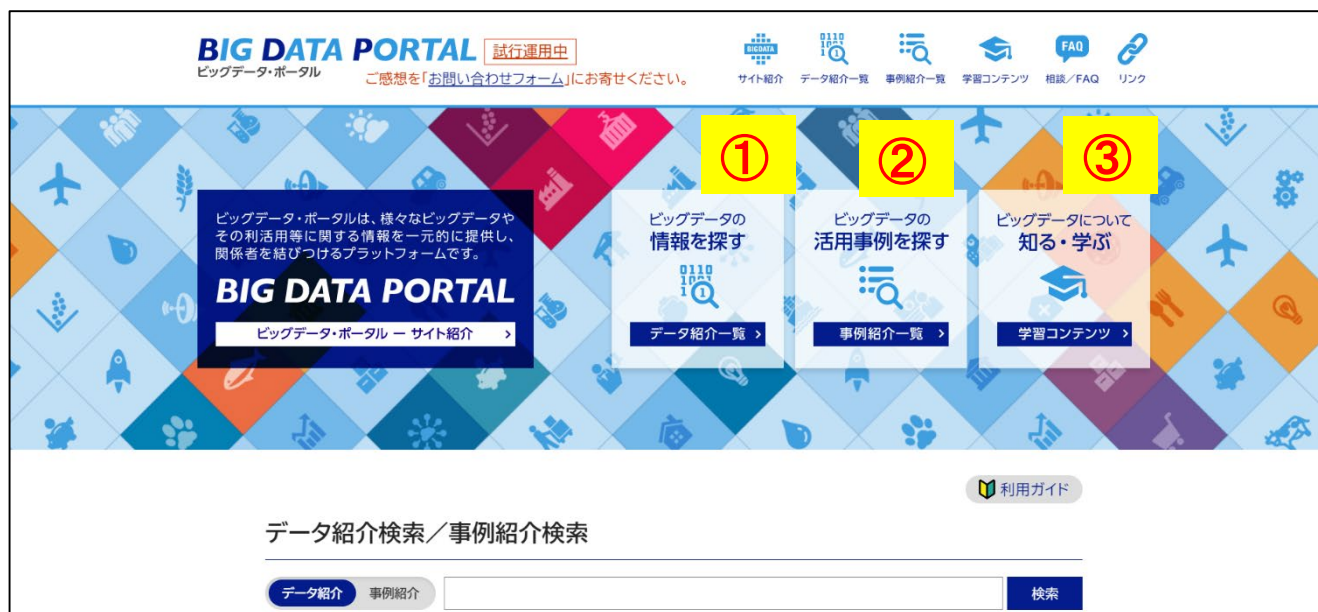 BIG DATA PORTAL 試行運用中
ビッグデータ・ポータル
ご感想を「お問い合わせフォーム」にお寄せください。
BIGDATA
サイト紹介
データ紹介一覧
事例紹介一覧
学習コンテンツ
FAQ
相談／FAQ
リンク
①
②
③
ビッグデータ・ポータルは、様々なビッグデータや
その利活用等に関する情報を一元的に提供し、
関係者を結びつけるプラットフォームです。
BIG DATA PORTAL
ビッグデータ・ポータル ー サイト紹介 ›
ビッグデータの
情報を探す
データ紹介一覧 ›
ビッグデータの
活用事例を探す
事例紹介一覧 ›
ビッグデータについて
知る・学ぶ
学習コンテンツ ›
利用ガイド
データ紹介検索／事例紹介検索
データ紹介 事例紹介 検索